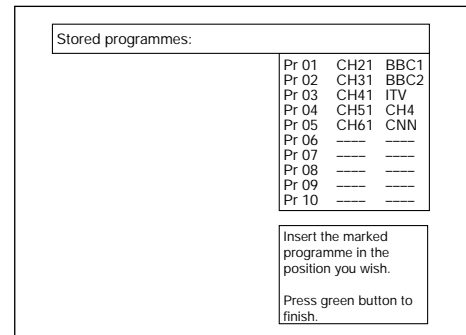 Stored programmes:
Pr 01 CH21 BBC1
Pr 02 CH31 BBC2
Pr 03 CH41 ITV
Pr 04 CH51 CH4
Pr 05 CH61 CNN
Pr 06 ---- ----
Pr 07 ---- ----
Pr 08 ---- ----
Pr 09 ---- ----
Pr 10 ---- ----
Insert the marked
programme in the
position you wish.
Press green button to
finish.